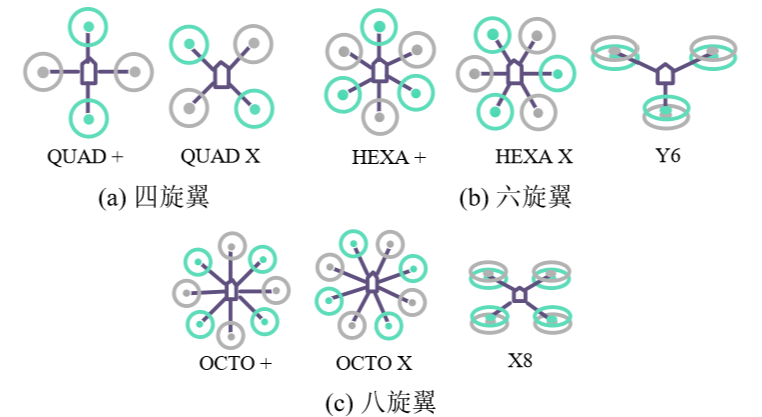 QUAD + QUAD X HEXA + HEXA X Y6
(a) 四旋翼 (b) 六旋翼
OCTO + OCTO X X8
(c) 八旋翼